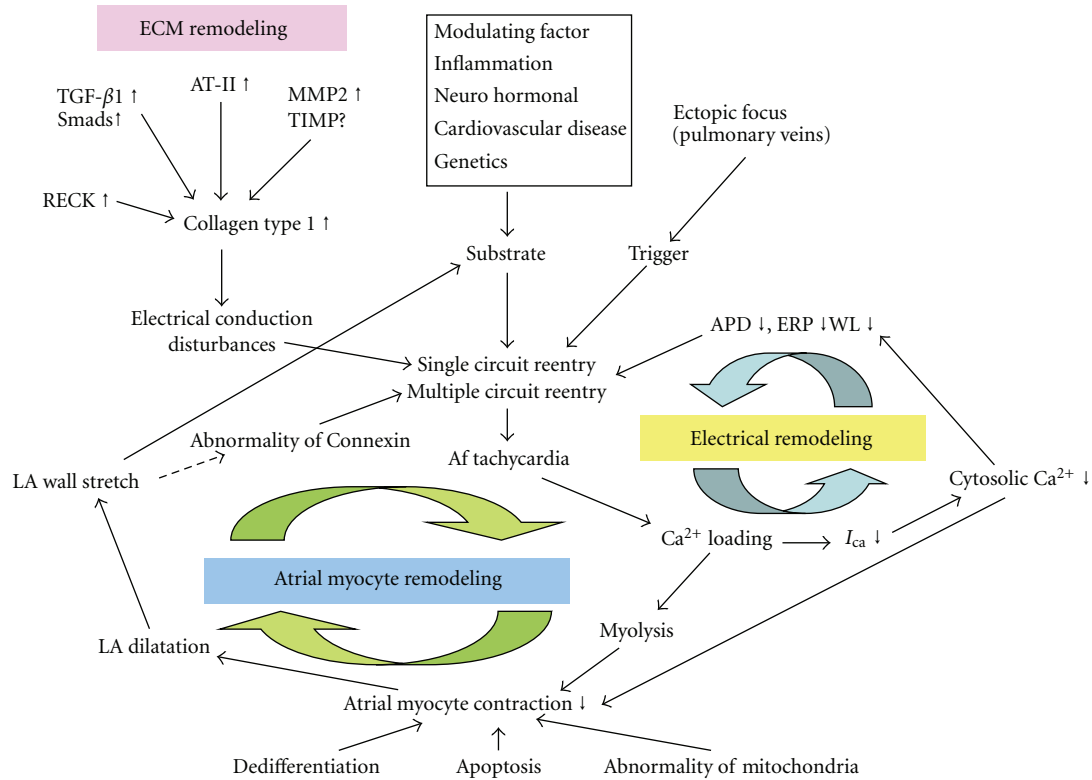 ECM remodeling
TGF-β1 ↑
Smads↑
AT-II ↑
MMP2 ↑
TIMP?
RECK ↑
Collagen type 1 ↑
Electrical conduction
disturbances
Modulating factor
Inflammation
Neuro hormonal
Cardiovascular disease
Genetics
Ectopic focus
(pulmonary veins)
Substrate
Trigger
APD ↓, ERP ↓WL ↓
Single circuit reentry
Multiple circuit reentry
Abnormality of Connexin
Electrical remodeling
LA wall stretch
Af tachycardia
Cytosolic Ca²⁺ ↓
Ca²⁺ loading
Ica ↓
Atrial myocyte remodeling
Myolysis
LA dilatation
Atrial myocyte contraction ↓
Dedifferentiation
Apoptosis
Abnormality of mitochondria